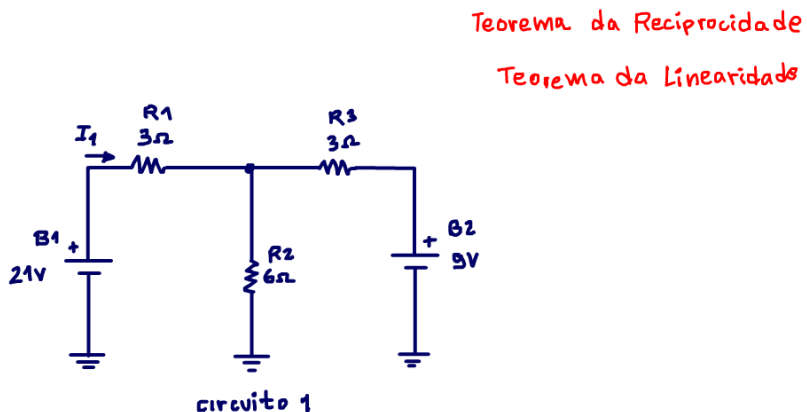 Teorema da Reciprocidade
Teorema da Linearidade
R1
3Ω
R3
3Ω
I1
B1
+
21V
R2
6Ω
+
B2
9V
circuito 1